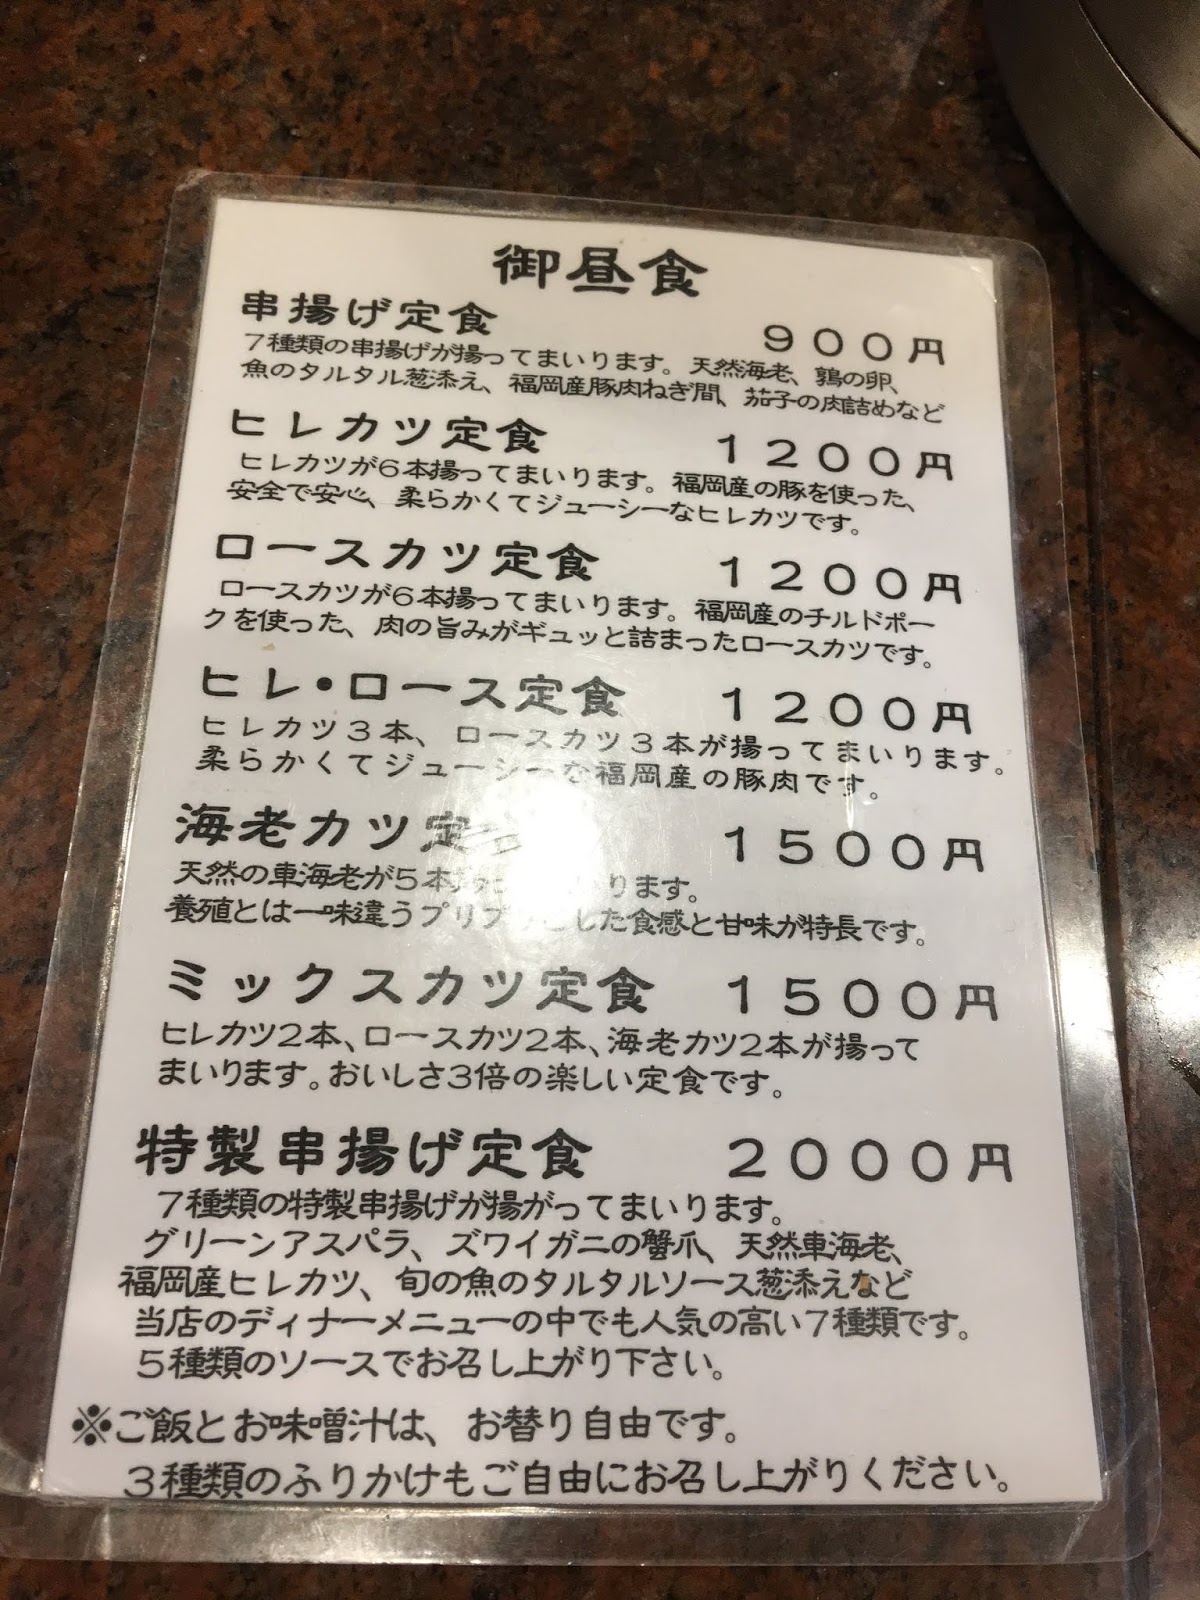 御昼食
串揚げ定食 900円
7種類の串揚げが揚ってまいります。天然海老、鶉の卵、
魚のタルタル葱添え、福岡産豚肉ねぎ間、茄子の肉詰めなど
ヒレカツ定食 1200円
ヒレカツが6本揚ってまいります。福岡産の豚を使った、
安全で安心、柔らかくてジューシーなヒレカツです。
ロースカツ定食 1200円
ロースカツが6本揚ってまいります。福岡産のチルドポー
クを使った、肉の旨みがギュッと詰まったロースカツです。
ヒレ・ロース定食 1200円
ヒレカツ3本、ロースカツ3本が揚ってまいります。
柔らかくてジューシーな福岡産の豚肉です。
海老カツ定食 1500円
天然の車海老が5本 ります。
養殖とは一味違うプリプリとした食感と甘味が特長です。
ミックスカツ定食 1500円
ヒレカツ2本、ロースカツ2本、海老カツ2本が揚って
まいります。おいしさ3倍の楽しい定食です。
特製串揚げ定食 2000円
7種類の特製串揚げが揚がってまいります。
グリーンアスパラ、ズワイガニの蟹爪、天然車海老、
福岡産ヒレカツ、旬の魚のタルタルソース葱添えなど
当店のディナーメニューの中でも人気の高い7種類です。
5種類のソースでお召し上がり下さい。
※ご飯とお味噌汁は、お替り自由です。
3種類のふりかけもご自由にお召し上がりください。